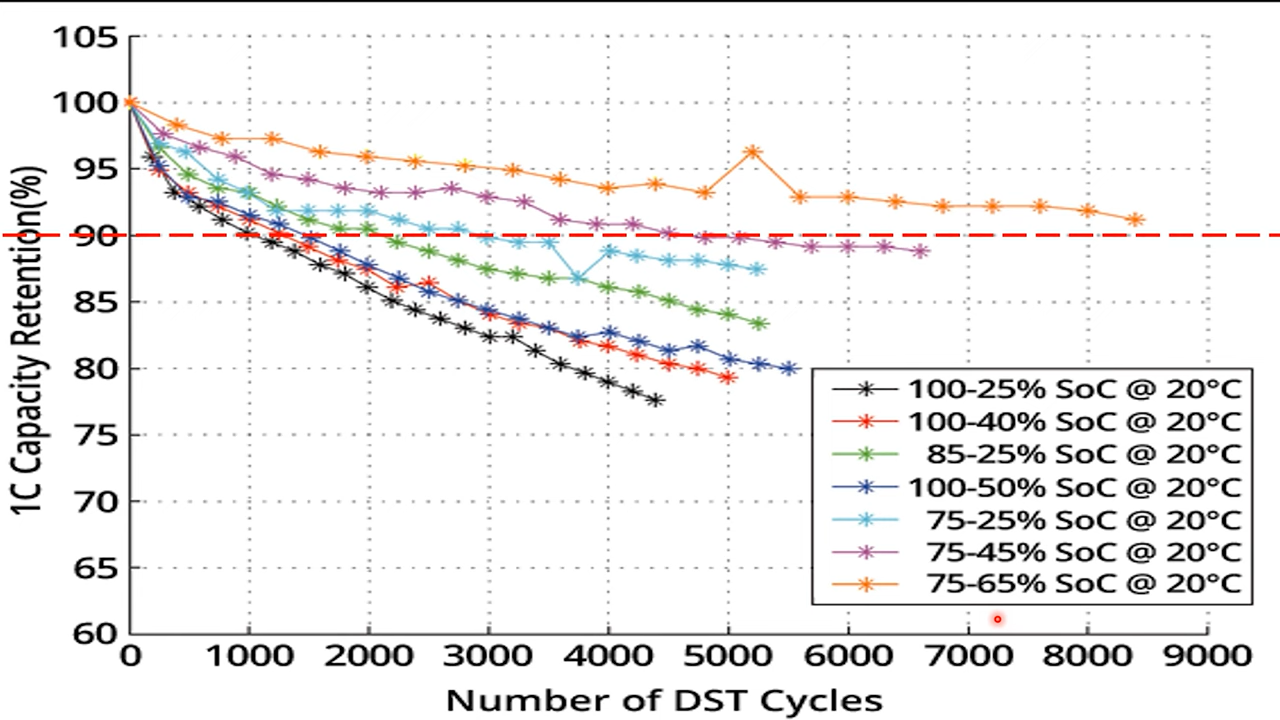 105
100
95
90
85
80
75
70
65
60
1C Capacity Retention(%)
0 1000 2000 3000 4000 5000 6000 7000 8000 9000
Number of DST Cycles
100-25% SoC @ 20°C
100-40% SoC @ 20°C
85-25% SoC @ 20°C
100-50% SoC @ 20°C
75-25% SoC @ 20°C
75-45% SoC @ 20°C
75-65% SoC @ 20°C